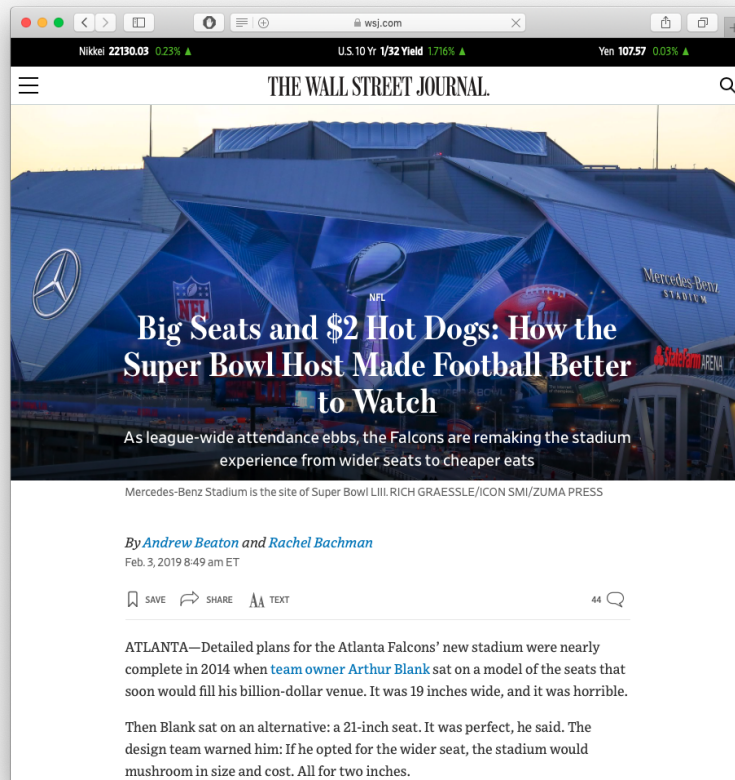 wsj.com
Nikkei 22130.03 0.23% ▲ U.S. 10 Yr 1/32 Yield 1.716% ▲ Yen 107.57 0.03% ▲
THE WALL STREET JOURNAL.
Mercedes-Benz
STADIUM
NFL
NFL
LIII
Big Seats and $2 Hot Dogs: How the
Super Bowl Host Made Football Better
to Watch
StateFarm ARENA
As league-wide attendance ebbs, the Falcons are remaking the stadium
experience from wider seats to cheaper eats
Mercedes-Benz Stadium is the site of Super Bowl LIII. RICH GRAESSLE/ICON SMI/ZUMA PRESS
By Andrew Beaton and Rachel Bachman
Feb. 3, 2019 8:49 am ET
SAVE SHARE AA TEXT 44
ATLANTA—Detailed plans for the Atlanta Falcons’ new stadium were nearly
complete in 2014 when team owner Arthur Blank sat on a model of the seats that
soon would fill his billion-dollar venue. It was 19 inches wide, and it was horrible.
Then Blank sat on an alternative: a 21-inch seat. It was perfect, he said. The
design team warned him: If he opted for the wider seat, the stadium would
mushroom in size and cost. All for two inches.